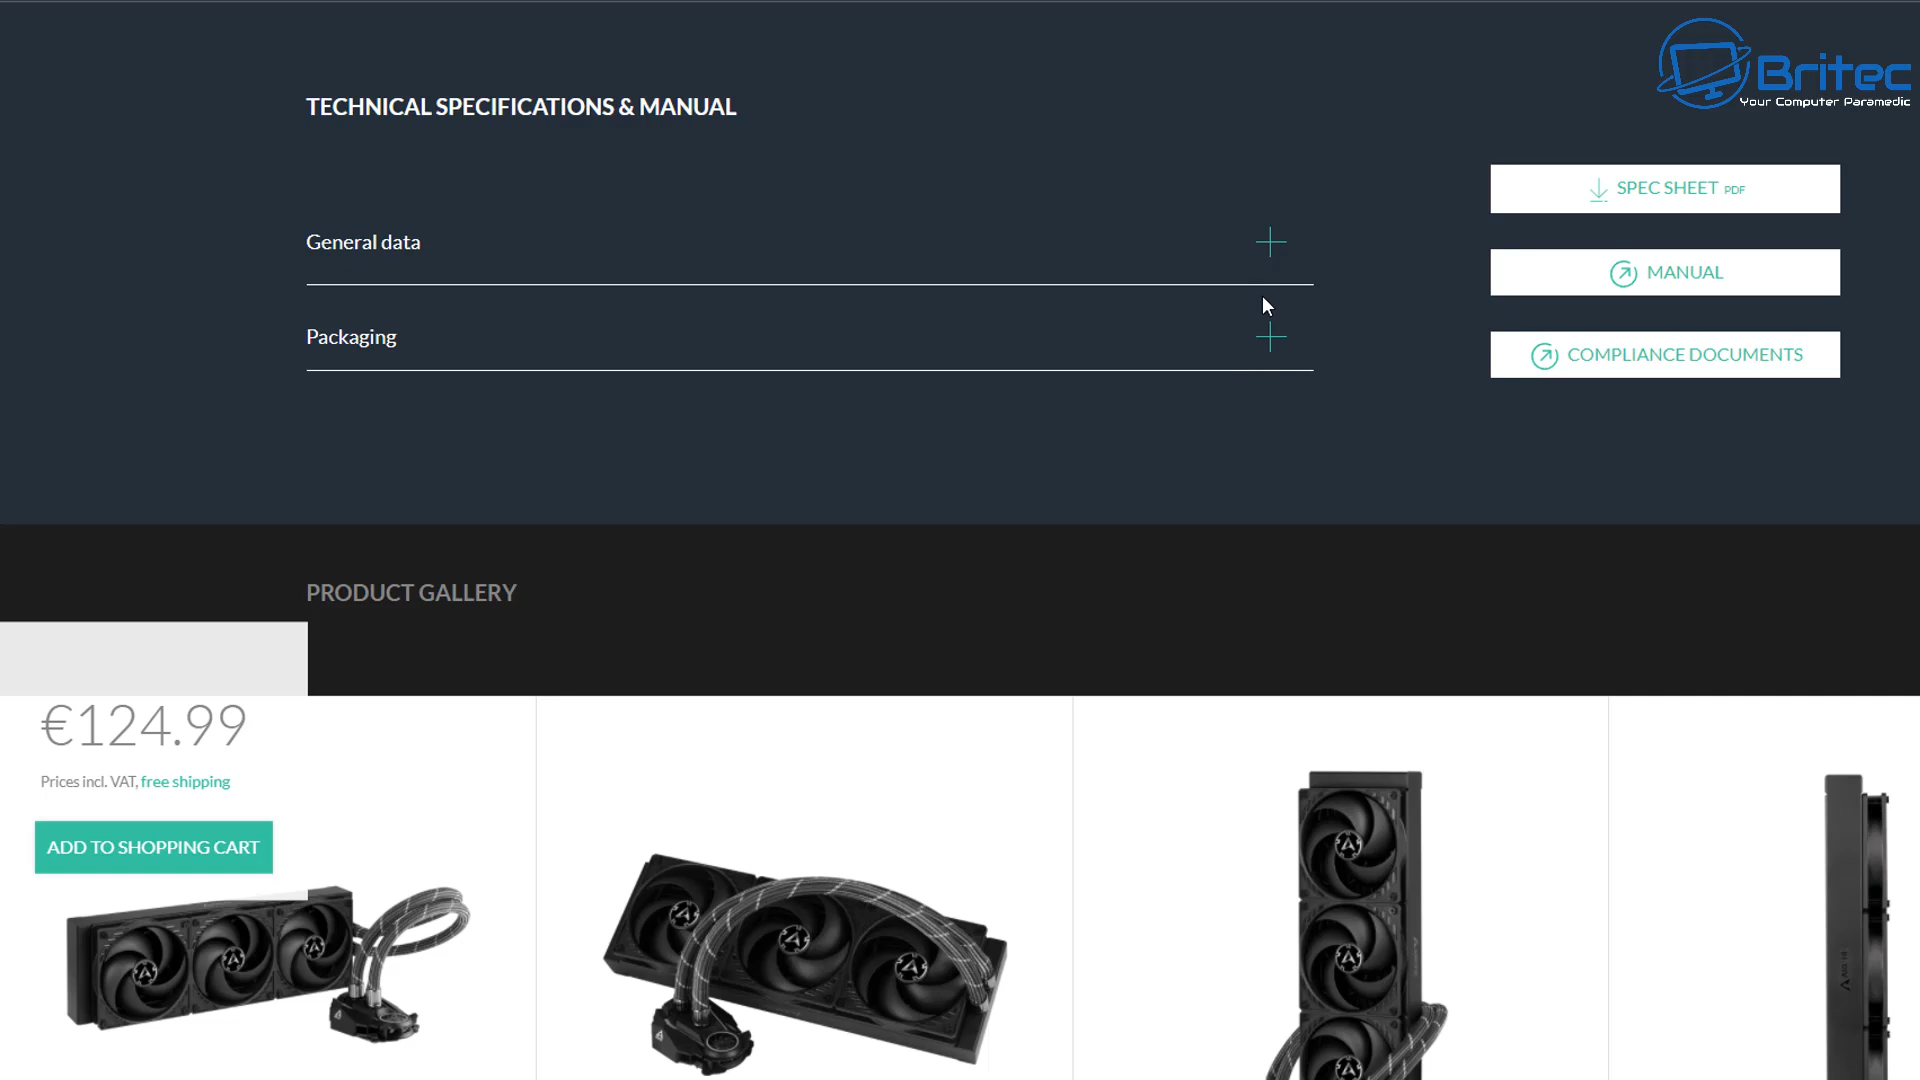 Britec
Your Computer Paramedic
TECHNICAL SPECIFICATIONS & MANUAL
SPEC SHEET PDF
General data
MANUAL
Packaging
COMPLIANCE DOCUMENTS
PRODUCT GALLERY
€124.99
Prices incl. VAT, free shipping
ADD TO SHOPPING CART